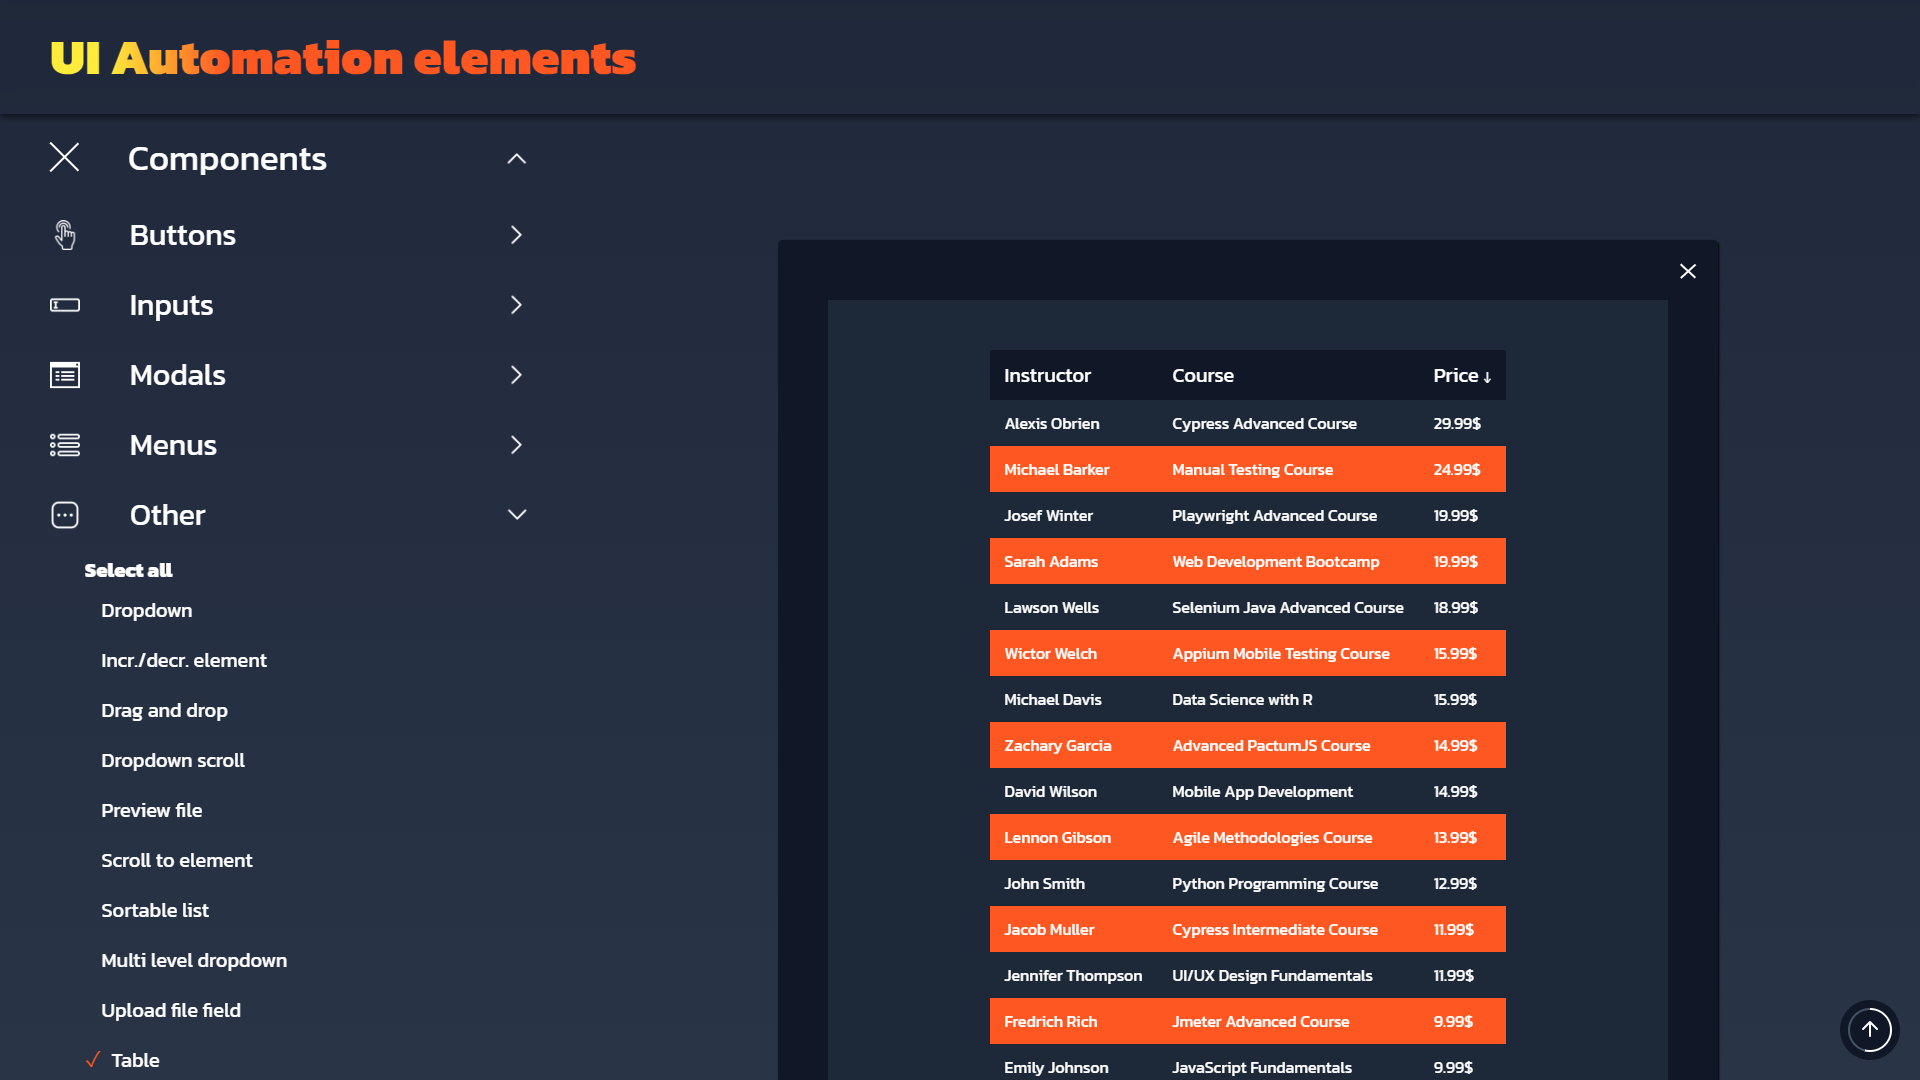 UI Automation elements
Components
Buttons
Inputs
Modals
Menus
Other
Select all
Dropdown
Incr./decr. element
Drag and drop
Dropdown scroll
Preview file
Scroll to element
Sortable list
Multi level dropdown
Upload file field
Table
Instructor Course Price ↓
Alexis Obrien Cypress Advanced Course 29.99$
Michael Barker Manual Testing Course 24.99$
Josef Winter Playwright Advanced Course 19.99$
Sarah Adams Web Development Bootcamp 19.99$
Lawson Wells Selenium Java Advanced Course 18.99$
Wictor Welch Appium Mobile Testing Course 15.99$
Michael Davis Data Science with R 15.99$
Zachary Garcia Advanced PactumJS Course 14.99$
David Wilson Mobile App Development 14.99$
Lennon Gibson Agile Methodologies Course 13.99$
John Smith Python Programming Course 12.99$
Jacob Muller Cypress Intermediate Course 11.99$
Jennifer Thompson UI/UX Design Fundamentals 11.99$
Fredrich Rich Jmeter Advanced Course 9.99$
Emily Johnson JavaScript Fundamentals 9.99$